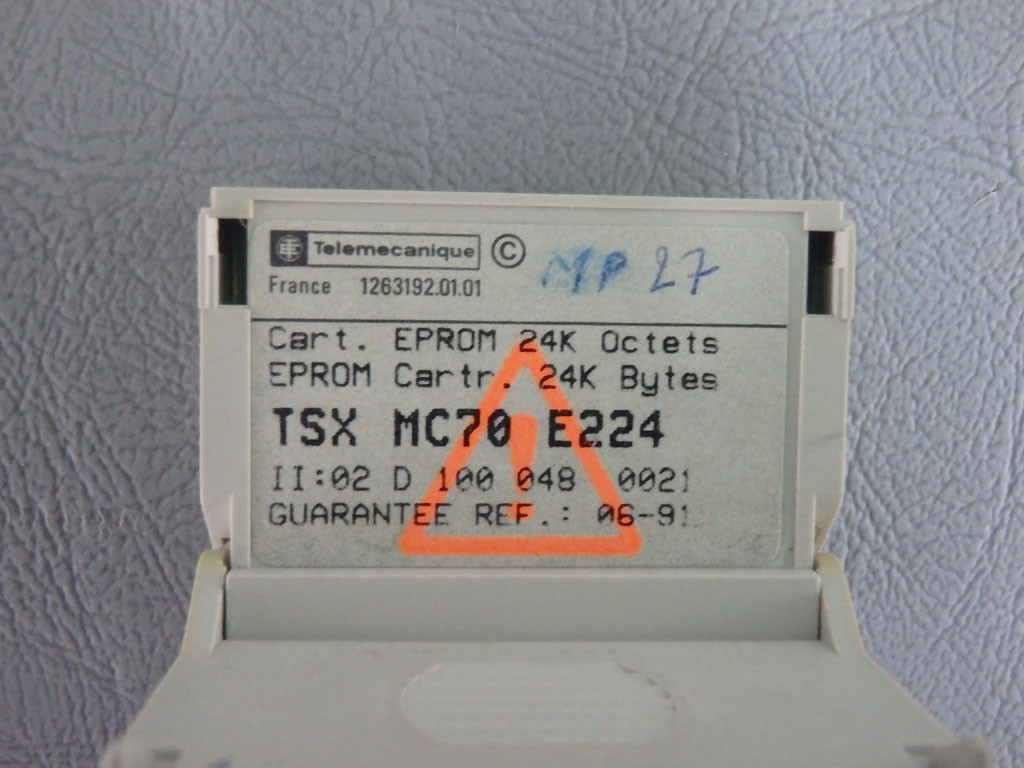 Telemecanique ©
MP 27
France 1263192.01.01
Cart. EPROM 24K Octets
EPROM Cartr. 24K Bytes
TSX MC70 E224
II:02 D 100 048 0021
GUARANTEE REF.: 06-91